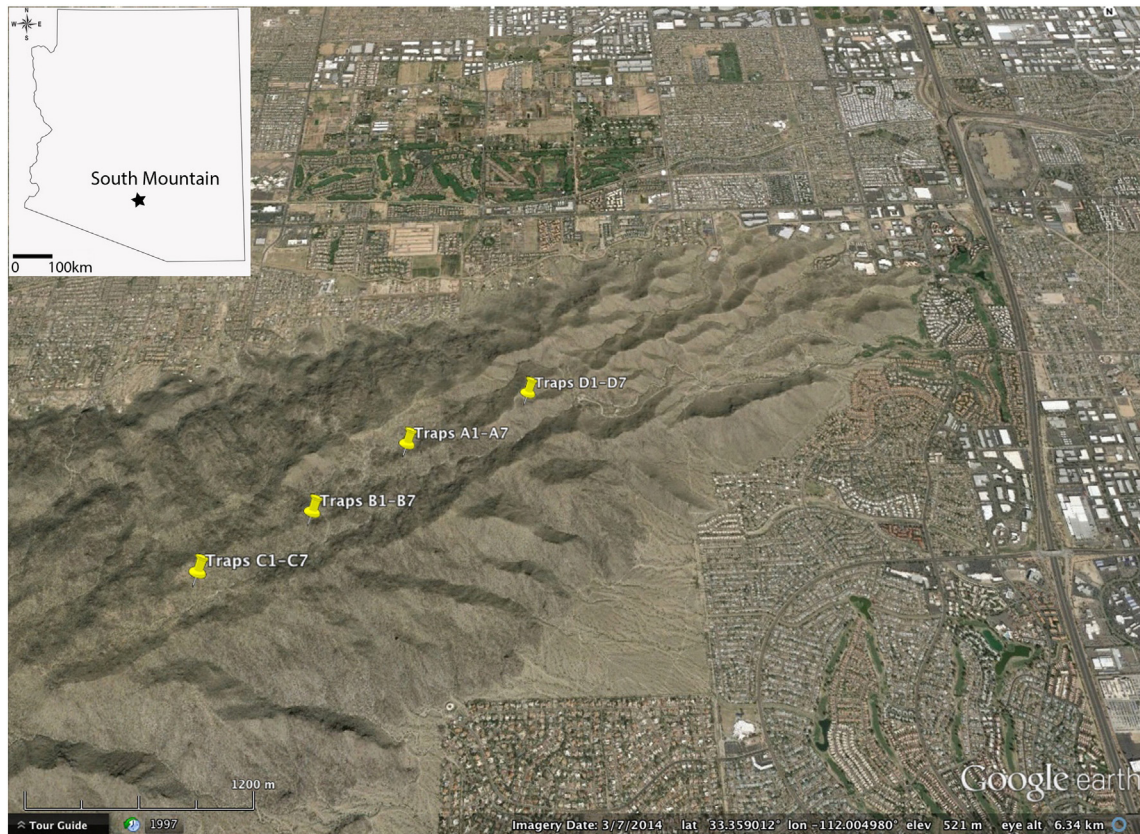 N
W E
S
South Mountain
0 100km
N
Traps D1-D7
Traps A1-A7
Traps B1-B7
Traps C1-C7
1200 m
Google earth
Tour Guide
1997
Imagery Date: 3/7/2014 lat 33.359012° lon -112.004980° elev 521 m eye alt 6.34 km